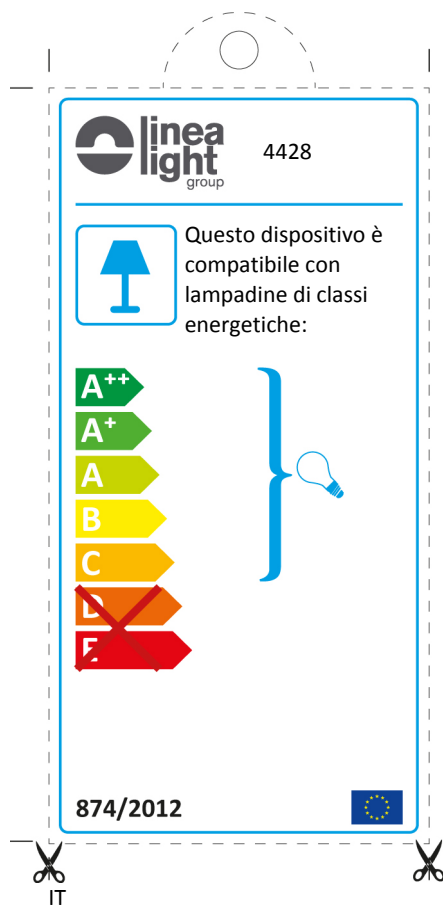 linea
light
group
4428
Questo dispositivo è
compatibile con
lampadine di classi
energetiche:
A++
A+
A
B
C
D
E
874/2012
IT